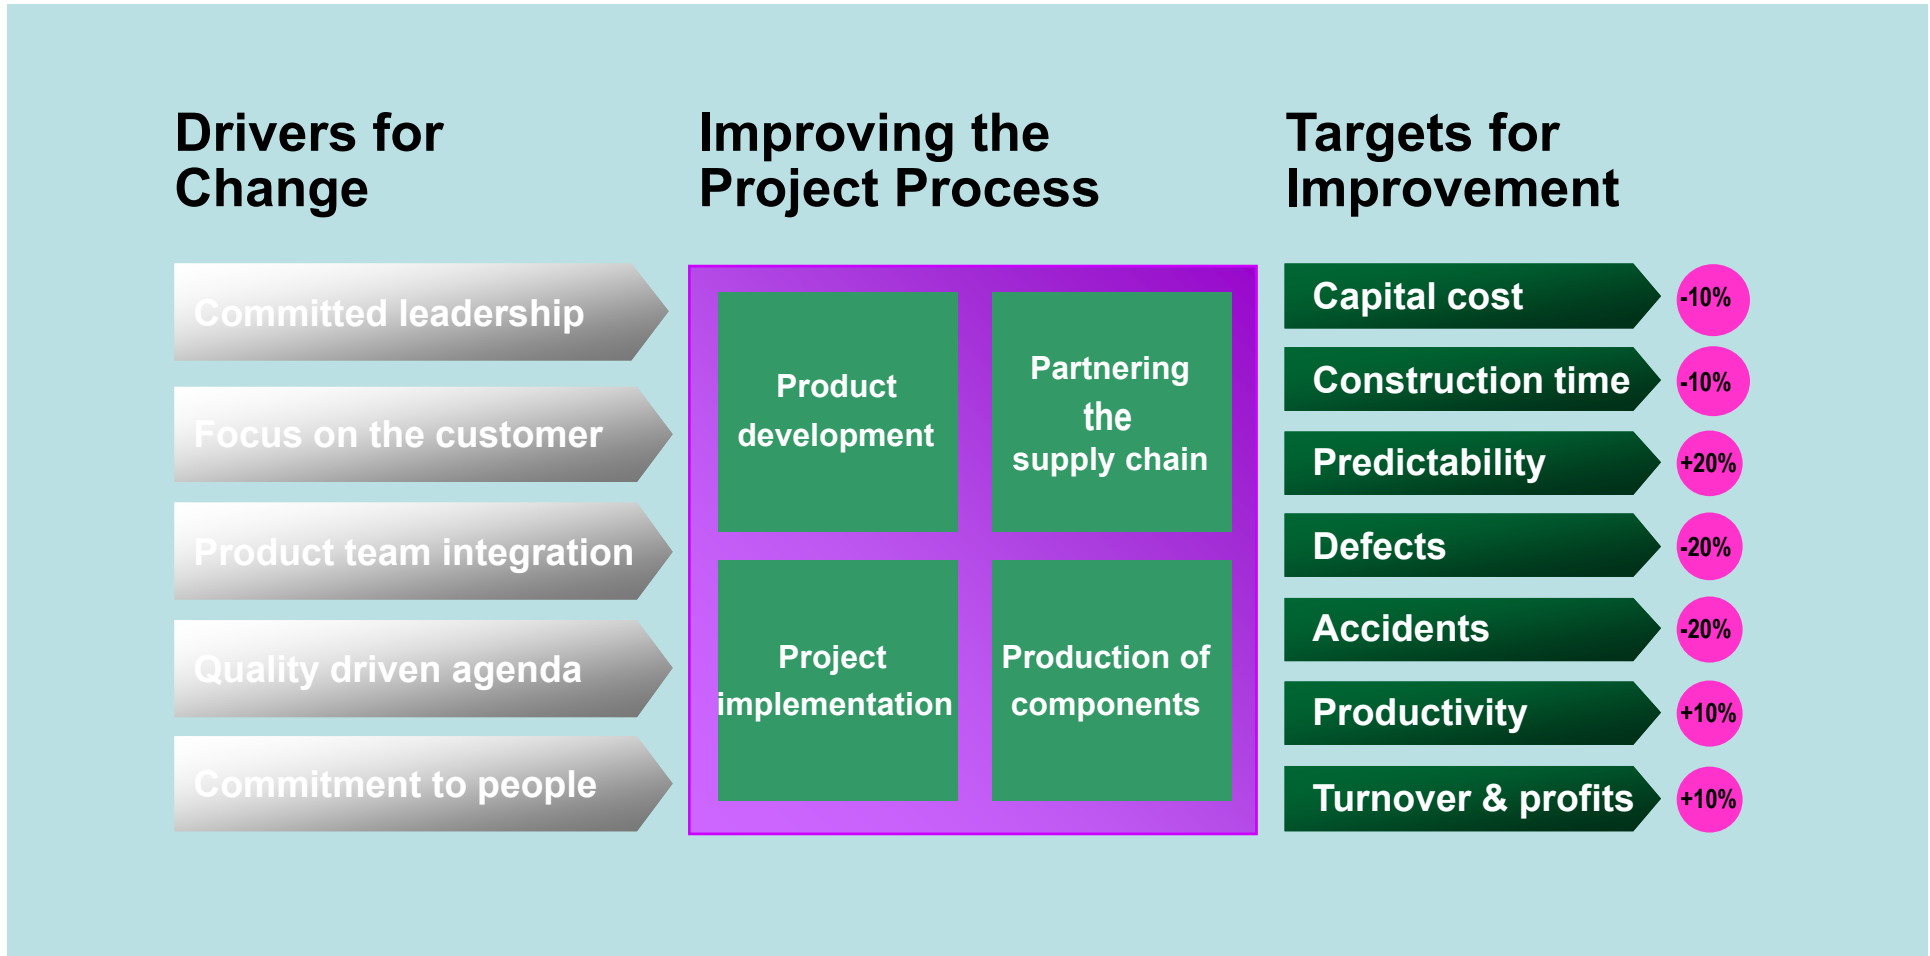 Drivers for
Change
Committed leadership
Focus on the customer
Product team integration
Quality driven agenda
Commitment to people
Improving the
Project Process
Product
development
Partnering
the
supply chain
Project
implementation
Production of
components
Targets for
Improvement
Capital cost
-10%
Construction time
-10%
Predictability
+20%
Defects
-20%
Accidents
-20%
Productivity
+10%
Turnover & profits
+10%